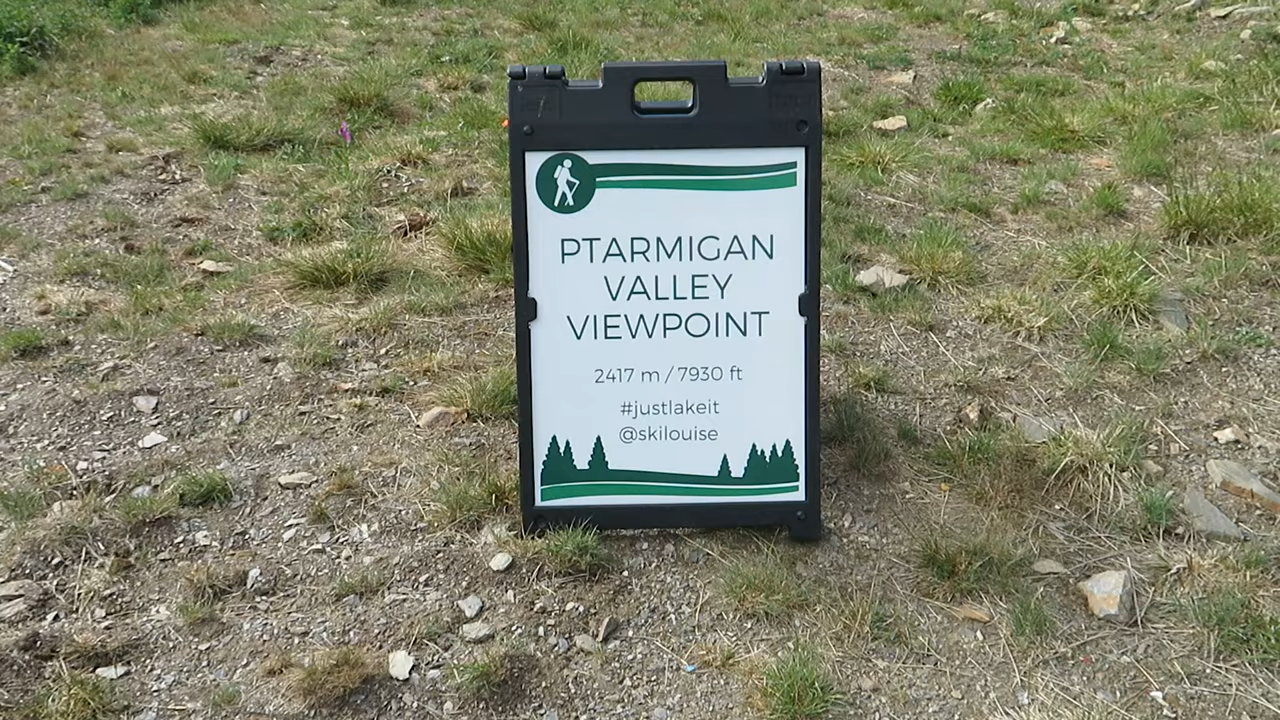 PTARMIGAN
VALLEY
VIEWPOINT
2417 m / 7930 ft
#justlakeit
@skilouise